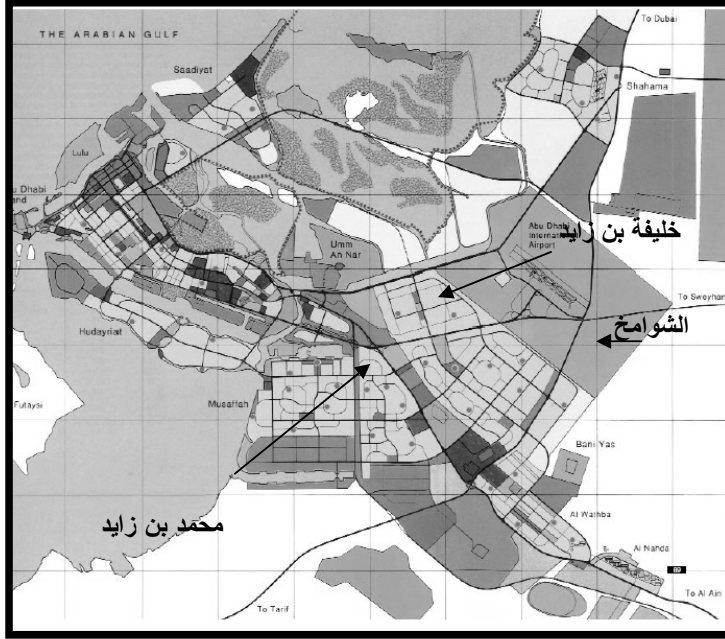 To Dubai
THE ARABIAN GULF
Saadiyat
Shahama
Lulu
u Dhabi
and
خليفة بن زايد
Abu Dhabi
International
Airport
Umm
An Nar
To Sweyhan
الشوامخ
Hudayriat
Futaysi
Musaffah
Bani Yas
محمد بن زايد
Al Wathba
Al Nahda
89
To Al Ain
To Tarif